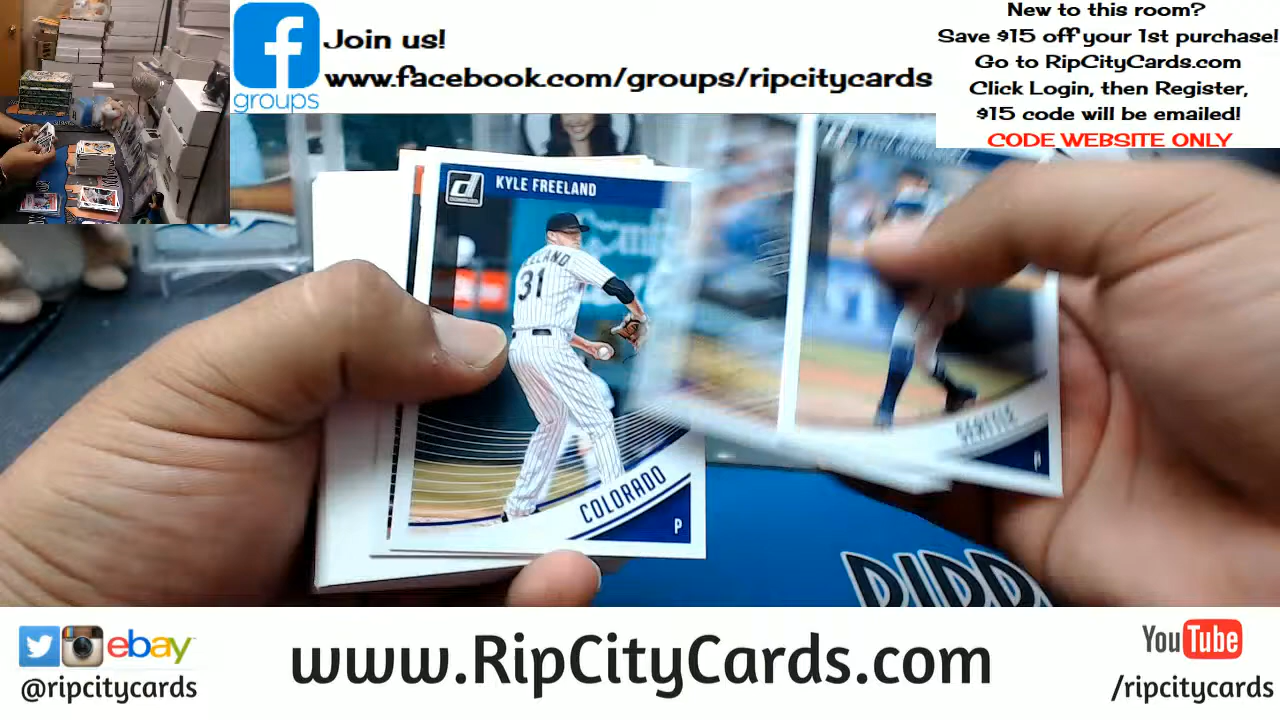 groups
Join us!
www.facebook.com/groups/ripcitycards
New to this room?
Save $15 off your 1st purchase!
Go to RipCityCards.com
Click Login, then Register,
$15 code will be emailed!
CODE WEBSITE ONLY
KYLE FREELAND
FREELAND
31
COLORADO
P
SEATTLE
P
ebay
@ripcitycards
www.RipCityCards.com
YouTube
/ripcitycards